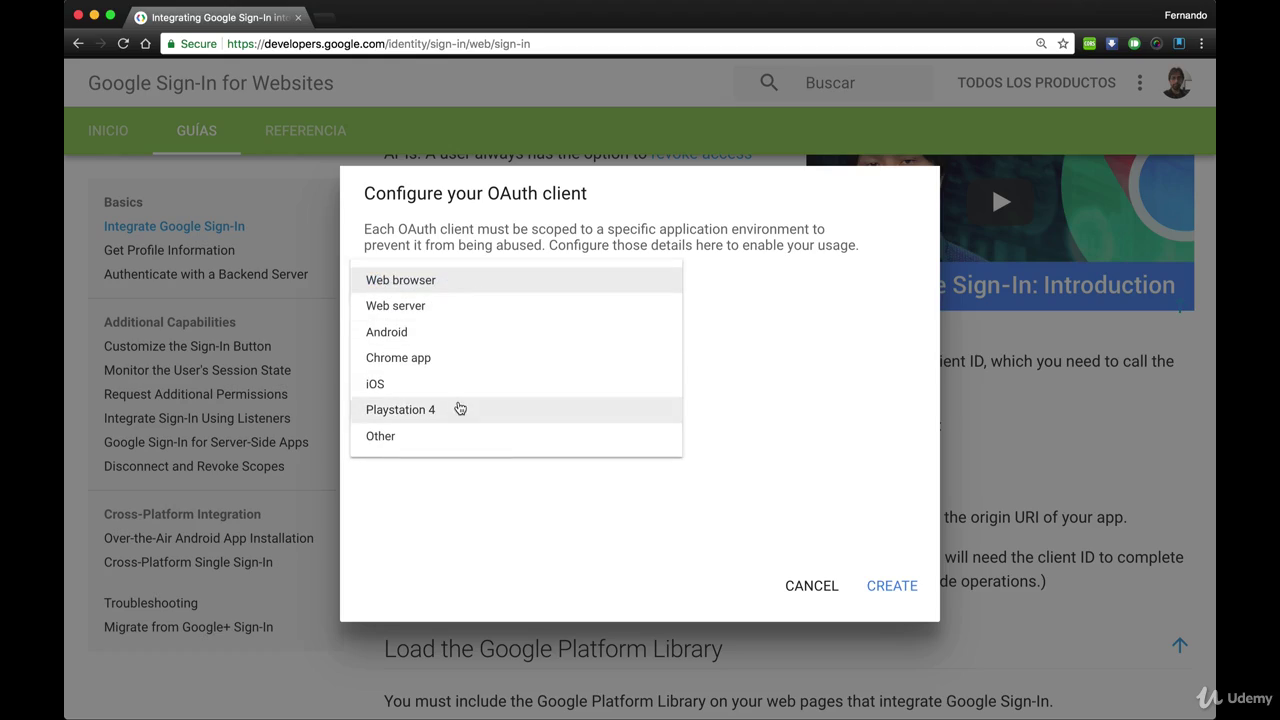 Integrating Google Sign-In int
Fernando
Secure https://developers.google.com/identity/sign-in/web/sign-in
Google Sign-In for Websites
Buscar
TODOS LOS PRODUCTOS
INICIO
GUÍAS
REFERENCIA
APIs. A user always has the option to revoke access
Basics
Integrate Google Sign-In
Get Profile Information
Authenticate with a Backend Server
Additional Capabilities
Customize the Sign-In Button
Monitor the User's Session State
Request Additional Permissions
Integrate Sign-In Using Listeners
Google Sign-In for Server-Side Apps
Disconnect and Revoke Scopes
Cross-Platform Integration
Over-the-Air Android App Installation
Cross-Platform Single Sign-In
Troubleshooting
Migrate from Google+ Sign-In
Configure your OAuth client
Each OAuth client must be scoped to a specific application environment to
prevent it from being abused. Configure those details here to enable your usage.
Web browser
Web server
Android
Chrome app
iOS
Playstation 4
Other
CANCEL
CREATE
e Sign-In: Introduction
ient ID, which you need to call the
:
the origin URI of your app.
will need the client ID to complete
de operations.)
Load the Google Platform Library
You must include the Google Platform Library on your web pages that integrate Google Sign-In.
Udemy